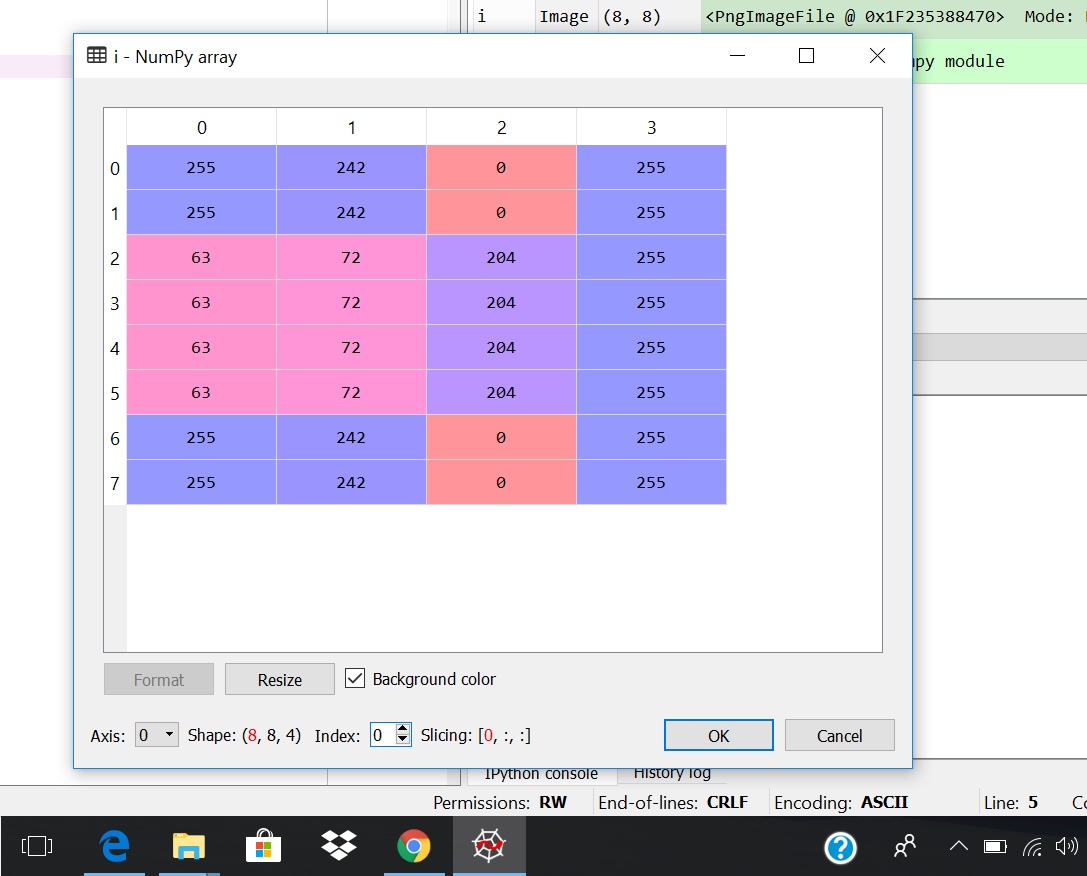 i Image (8, 8) <PngImageFile @ 0x1F235388470> Mode:
i - NumPy array
module
0 1 2 3
0 255 242 0 255
1 255 242 0 255
2 63 72 204 255
3 63 72 204 255
4 63 72 204 255
5 63 72 204 255
6 255 242 0 255
7 255 242 0 255
Format Resize Background color
Axis: 0 Shape: (8, 8, 4) Index: 0 Slicing: [0, :, :] OK Cancel
IPython console History log
Permissions: RW End-of-lines: CRLF Encoding: ASCII Line: 5